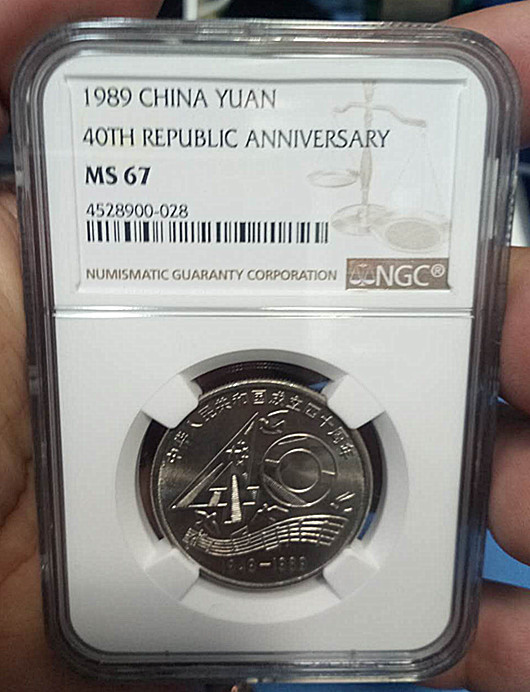 1989 CHINA YUAN
40TH REPUBLIC ANNIVERSARY
MS 67
4528900-028
NUMISMATIC GUARANTY CORPORATION NGC®
中华人民共和国成立四十周年
40
1949-1989